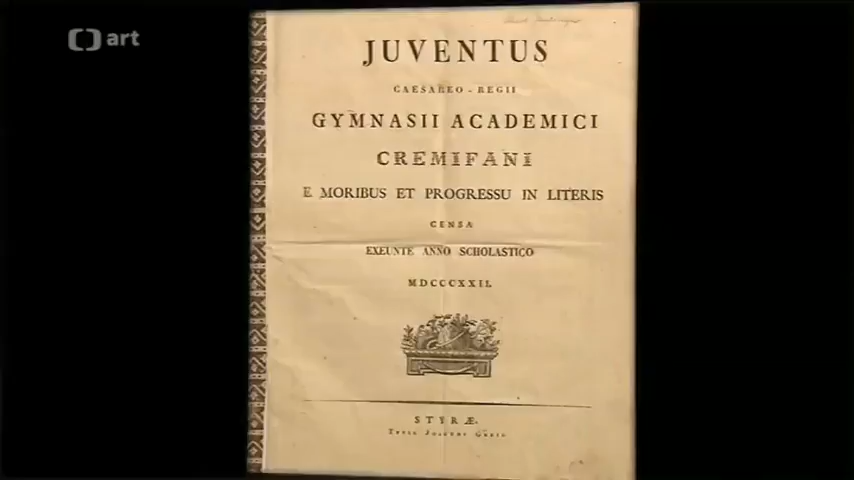 art
JUVENTUS
CAESAREO-REGII
GYMNASII ACADEMICI
CREMIFANI
E MORIBUS ET PROGRESSU IN LITERIS
CENSA
EXEUNTE ANNO SCHOLASTICO
MDCCCXXII.
STYRÆ.